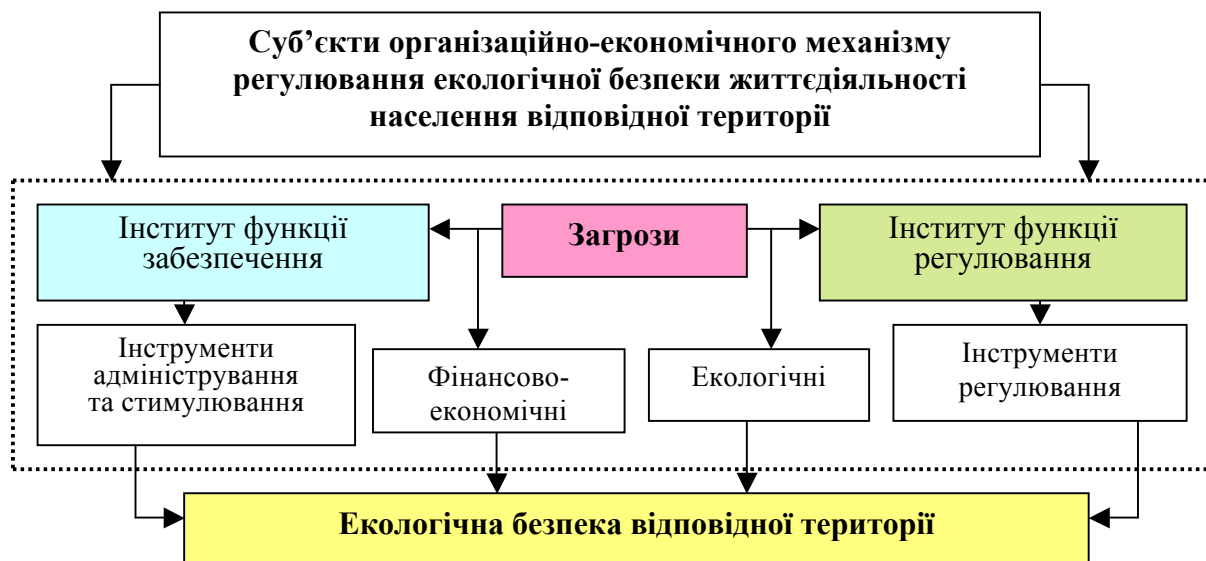 Суб’єкти організаційно-економічного механізму
регулювання екологічної безпеки життєдіяльності
населення відповідної території
Інститут функції
забезпечення
Загрози
Інститут функції
регулювання
Інструменти
адміністрування
та стимулювання
Фінансово-
економічні
Екологічні
Інструменти
регулювання
Екологічна безпека відповідної території